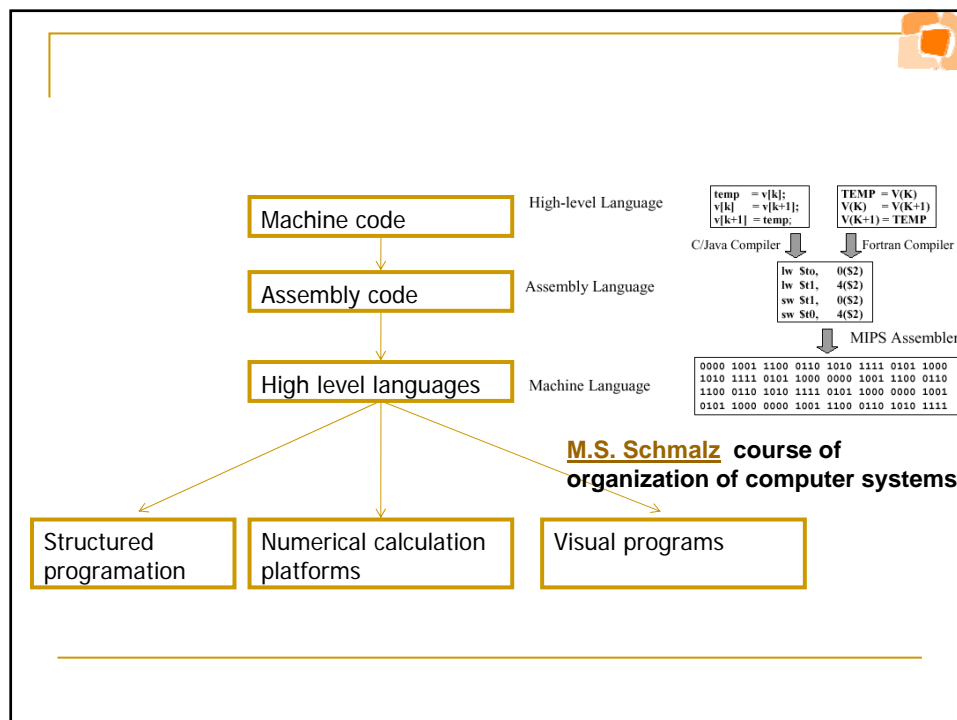 Machine code
Assembly code
High level languages
Structured
programation
Numerical calculation
platforms
Visual programs
High-level Language
temp = v[k];
v[k] = v[k+1];
v[k+1] = temp;
TEMP = V(K)
V(K) = V(K+1)
V(K+1) = TEMP
C/Java Compiler
Fortran Compiler
Assembly Language
lw $to, 0($2)
lw $t1, 4($2)
sw $t1, 0($2)
sw $t0, 4($2)
MIPS Assembler
Machine Language
0000 1001 1100 0110 1010 1111 0101 1000
1010 1111 0101 1000 0000 1001 1100 0110
1100 0110 1010 1111 0101 1000 0000 1001
0101 1000 0000 1001 1100 0110 1010 1111
M.S. Schmalz course of
organization of computer systems